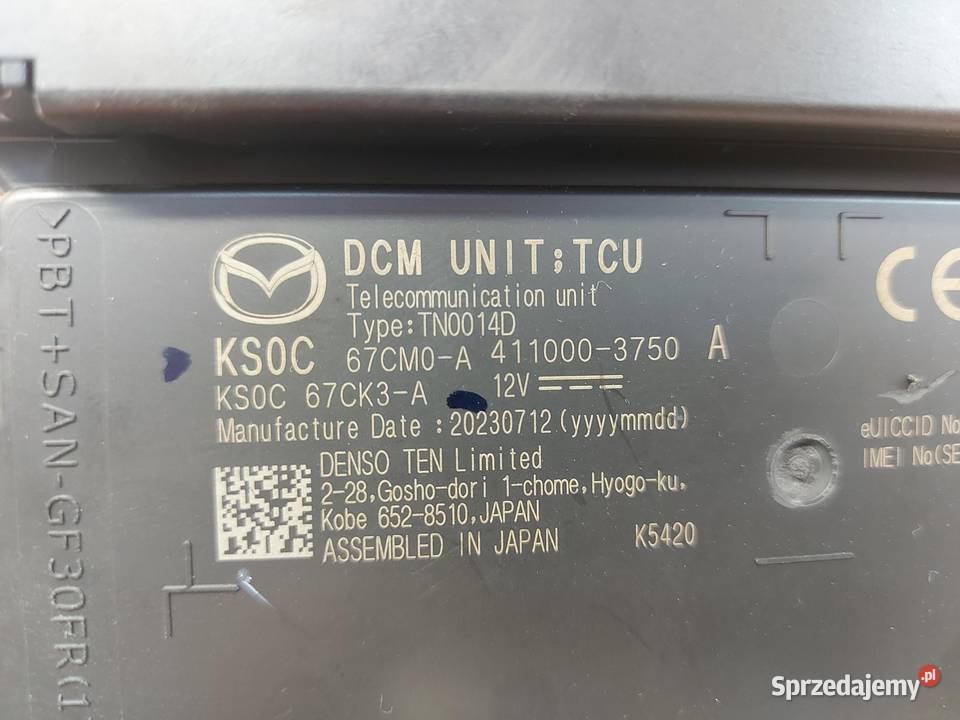 DCM UNIT;TCU
Telecommunication unit
Type:TN0014D
KS0C 67CM0-A 411000-3750 A
KS0C 67CK3-A 12V
Manufacture Date :20230712(yyyymmdd)
DENSO TEN Limited
2-28,Gosho-dori 1-chome,Hyogo-ku,
Kobe 652-8510,JAPAN
ASSEMBLED IN JAPAN K5420
CE
eUICCID No
IMEI No(SE
>PBT+SAN-GF30FR(1
Sprzedajemy.pl